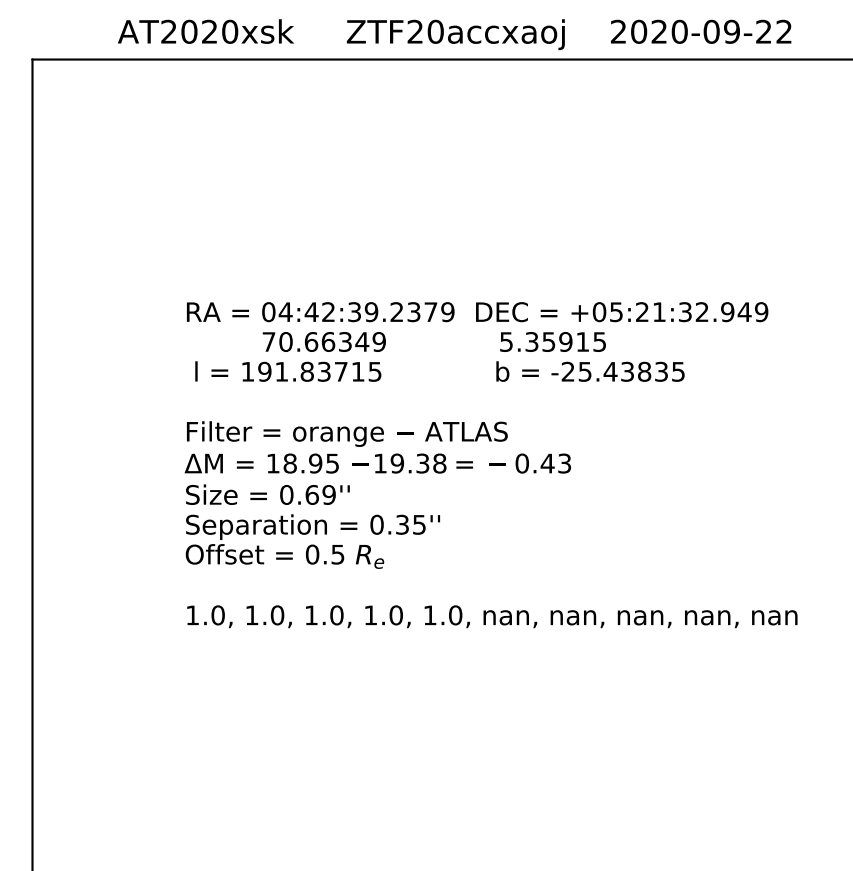 AT2020xsk ZTF20accxaoj 2020-09-22
RA = 04:42:39.2379 DEC = +05:21:32.949
70.66349 5.35915
l = 191.83715 b = -25.43835
Filter = orange − ATLAS
ΔM = 18.95 −19.38 = − 0.43
Size = 0.69''
Separation = 0.35''
Offset = 0.5 Rₑ
1.0, 1.0, 1.0, 1.0, 1.0, nan, nan, nan, nan, nan